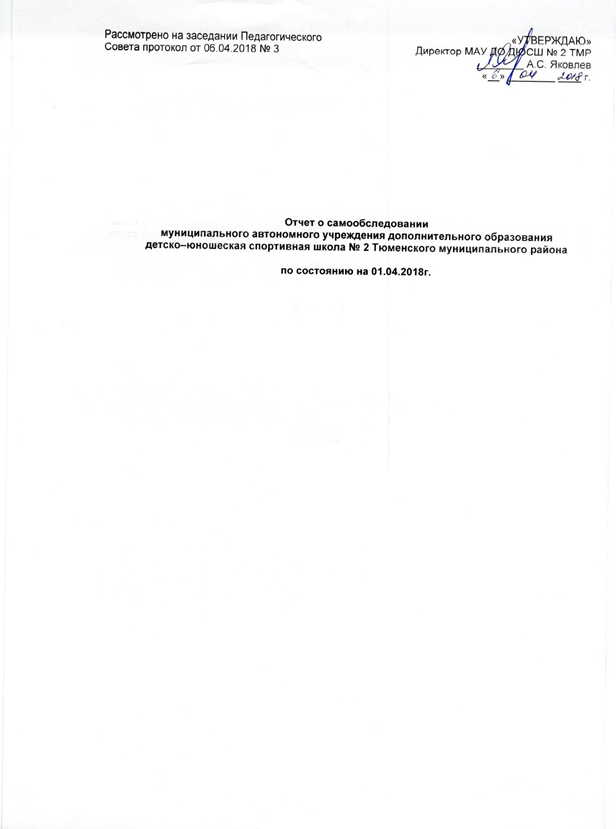 Рассмотрено на заседании Педагогического
Совета протокол от 06.04.2018 № 3
«УТВЕРЖДАЮ»
Директор МАУ ДО ДЮСШ № 2 ТМР
А.С. Яковлев
«6» 04 2018 г.
Отчет о самообследовании
муниципального автономного учреждения дополнительного образования
детско–юношеская спортивная школа № 2 Тюменского муниципального района
по состоянию на 01.04.2018г.